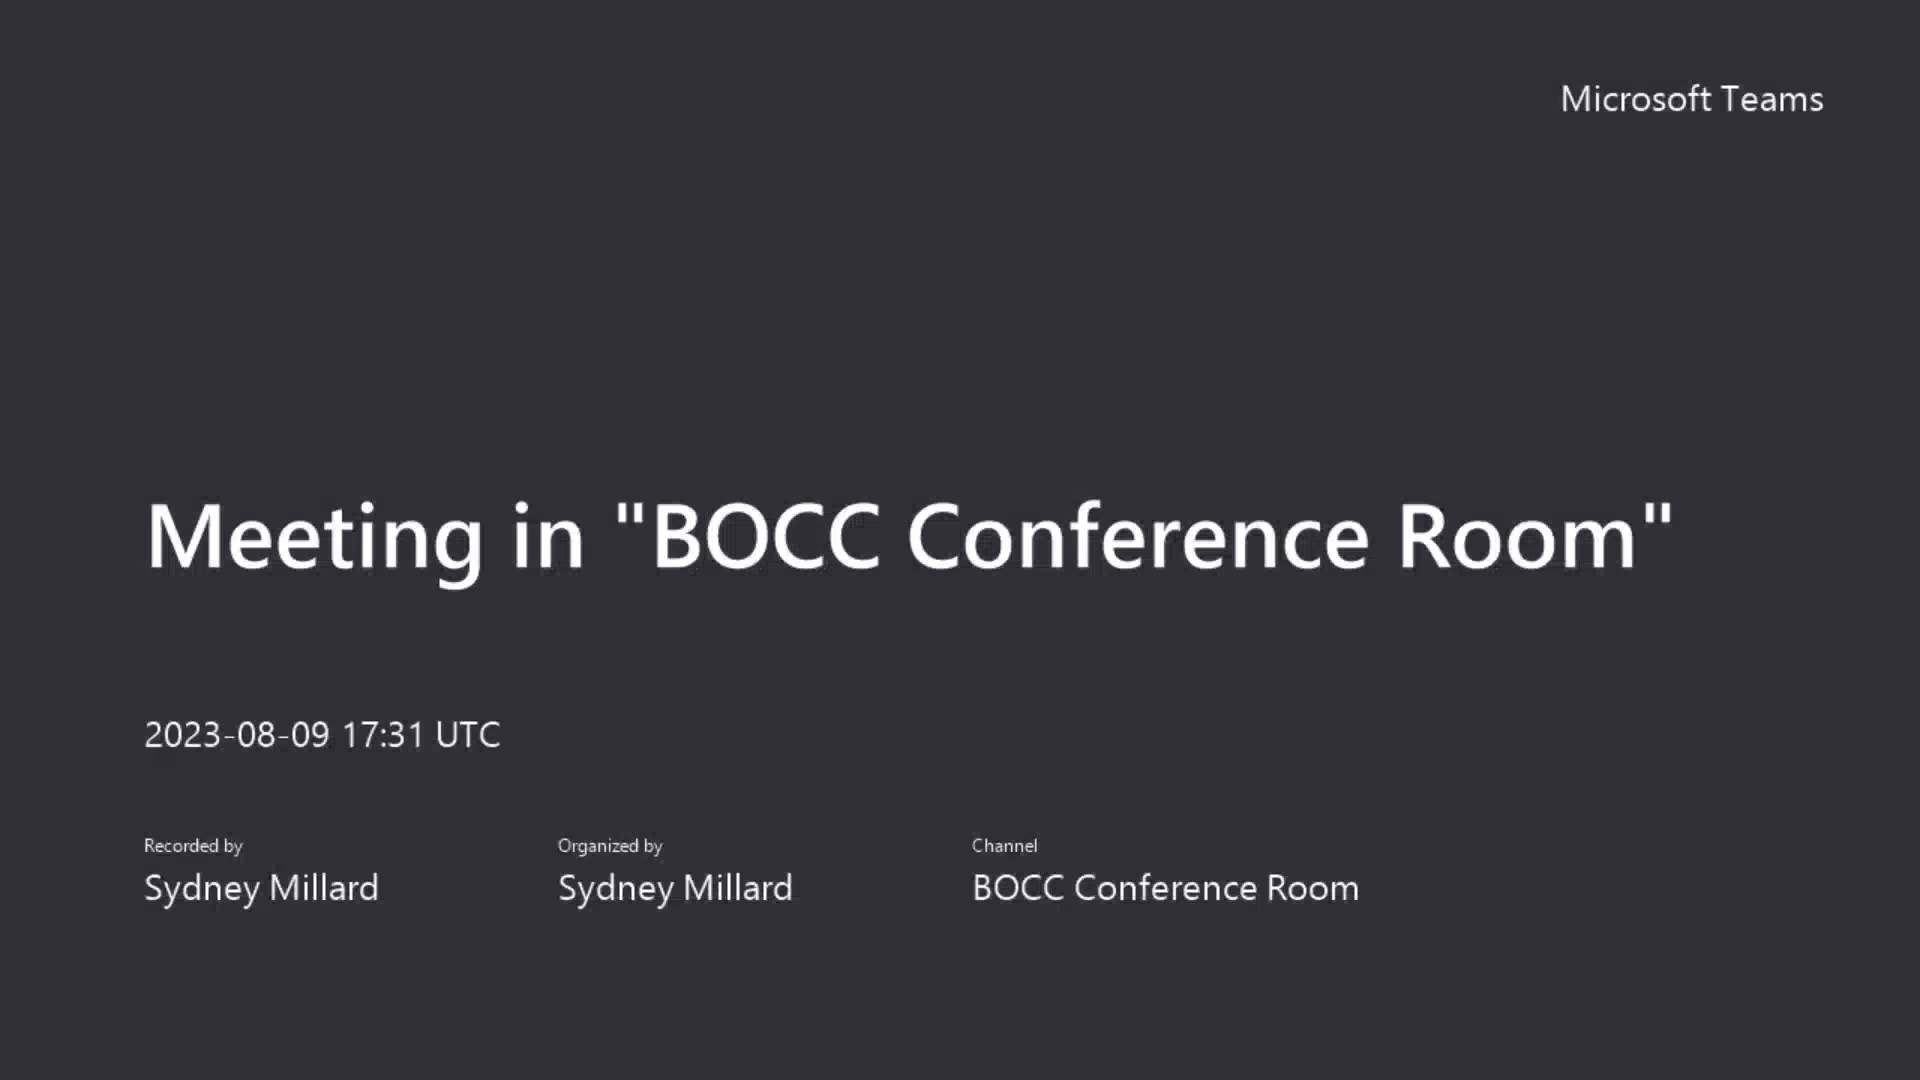 Microsoft Teams
Meeting in "BOCC Conference Room"
2023-08-09 17:31 UTC
Recorded by
Sydney Millard
Organized by
Sydney Millard
Channel
BOCC Conference Room